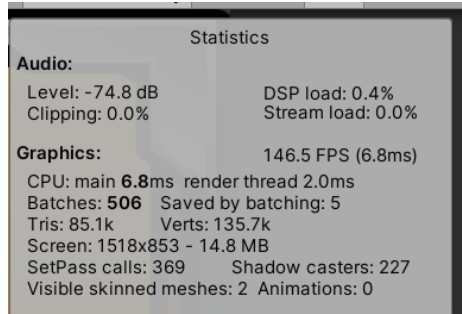 Statistics
Audio:
Level: -74.8 dB DSP load: 0.4%
Clipping: 0.0% Stream load: 0.0%
Graphics: 146.5 FPS (6.8ms)
CPU: main 6.8ms render thread 2.0ms
Batches: 506 Saved by batching: 5
Tris: 85.1k Verts: 135.7k
Screen: 1518x853 - 14.8 MB
SetPass calls: 369 Shadow casters: 227
Visible skinned meshes: 2 Animations: 0